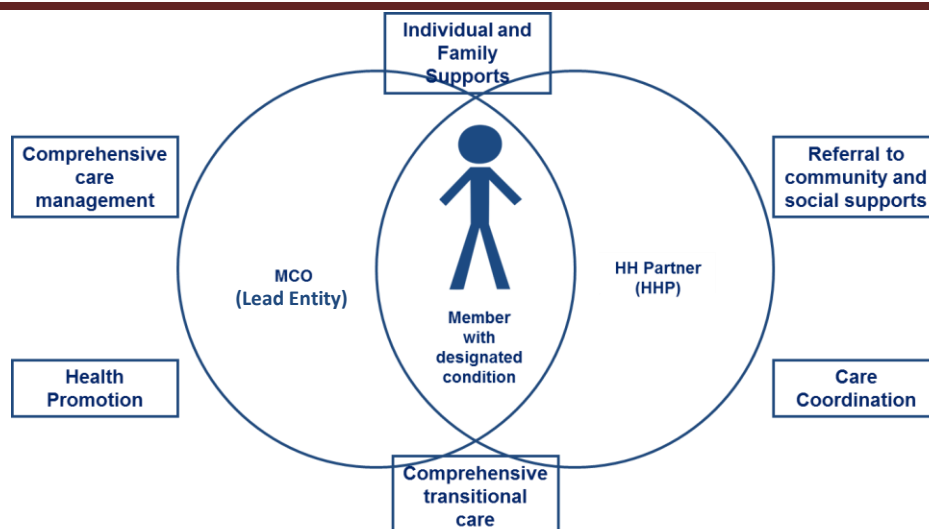 Individual and
Family
Supports
Comprehensive
care
management
Referral to
community and
social supports
MCO
(Lead Entity)
HH Partner
(HHP)
Member
with
designated
condition
Health
Promotion
Care
Coordination
Comprehensive
transitional
care